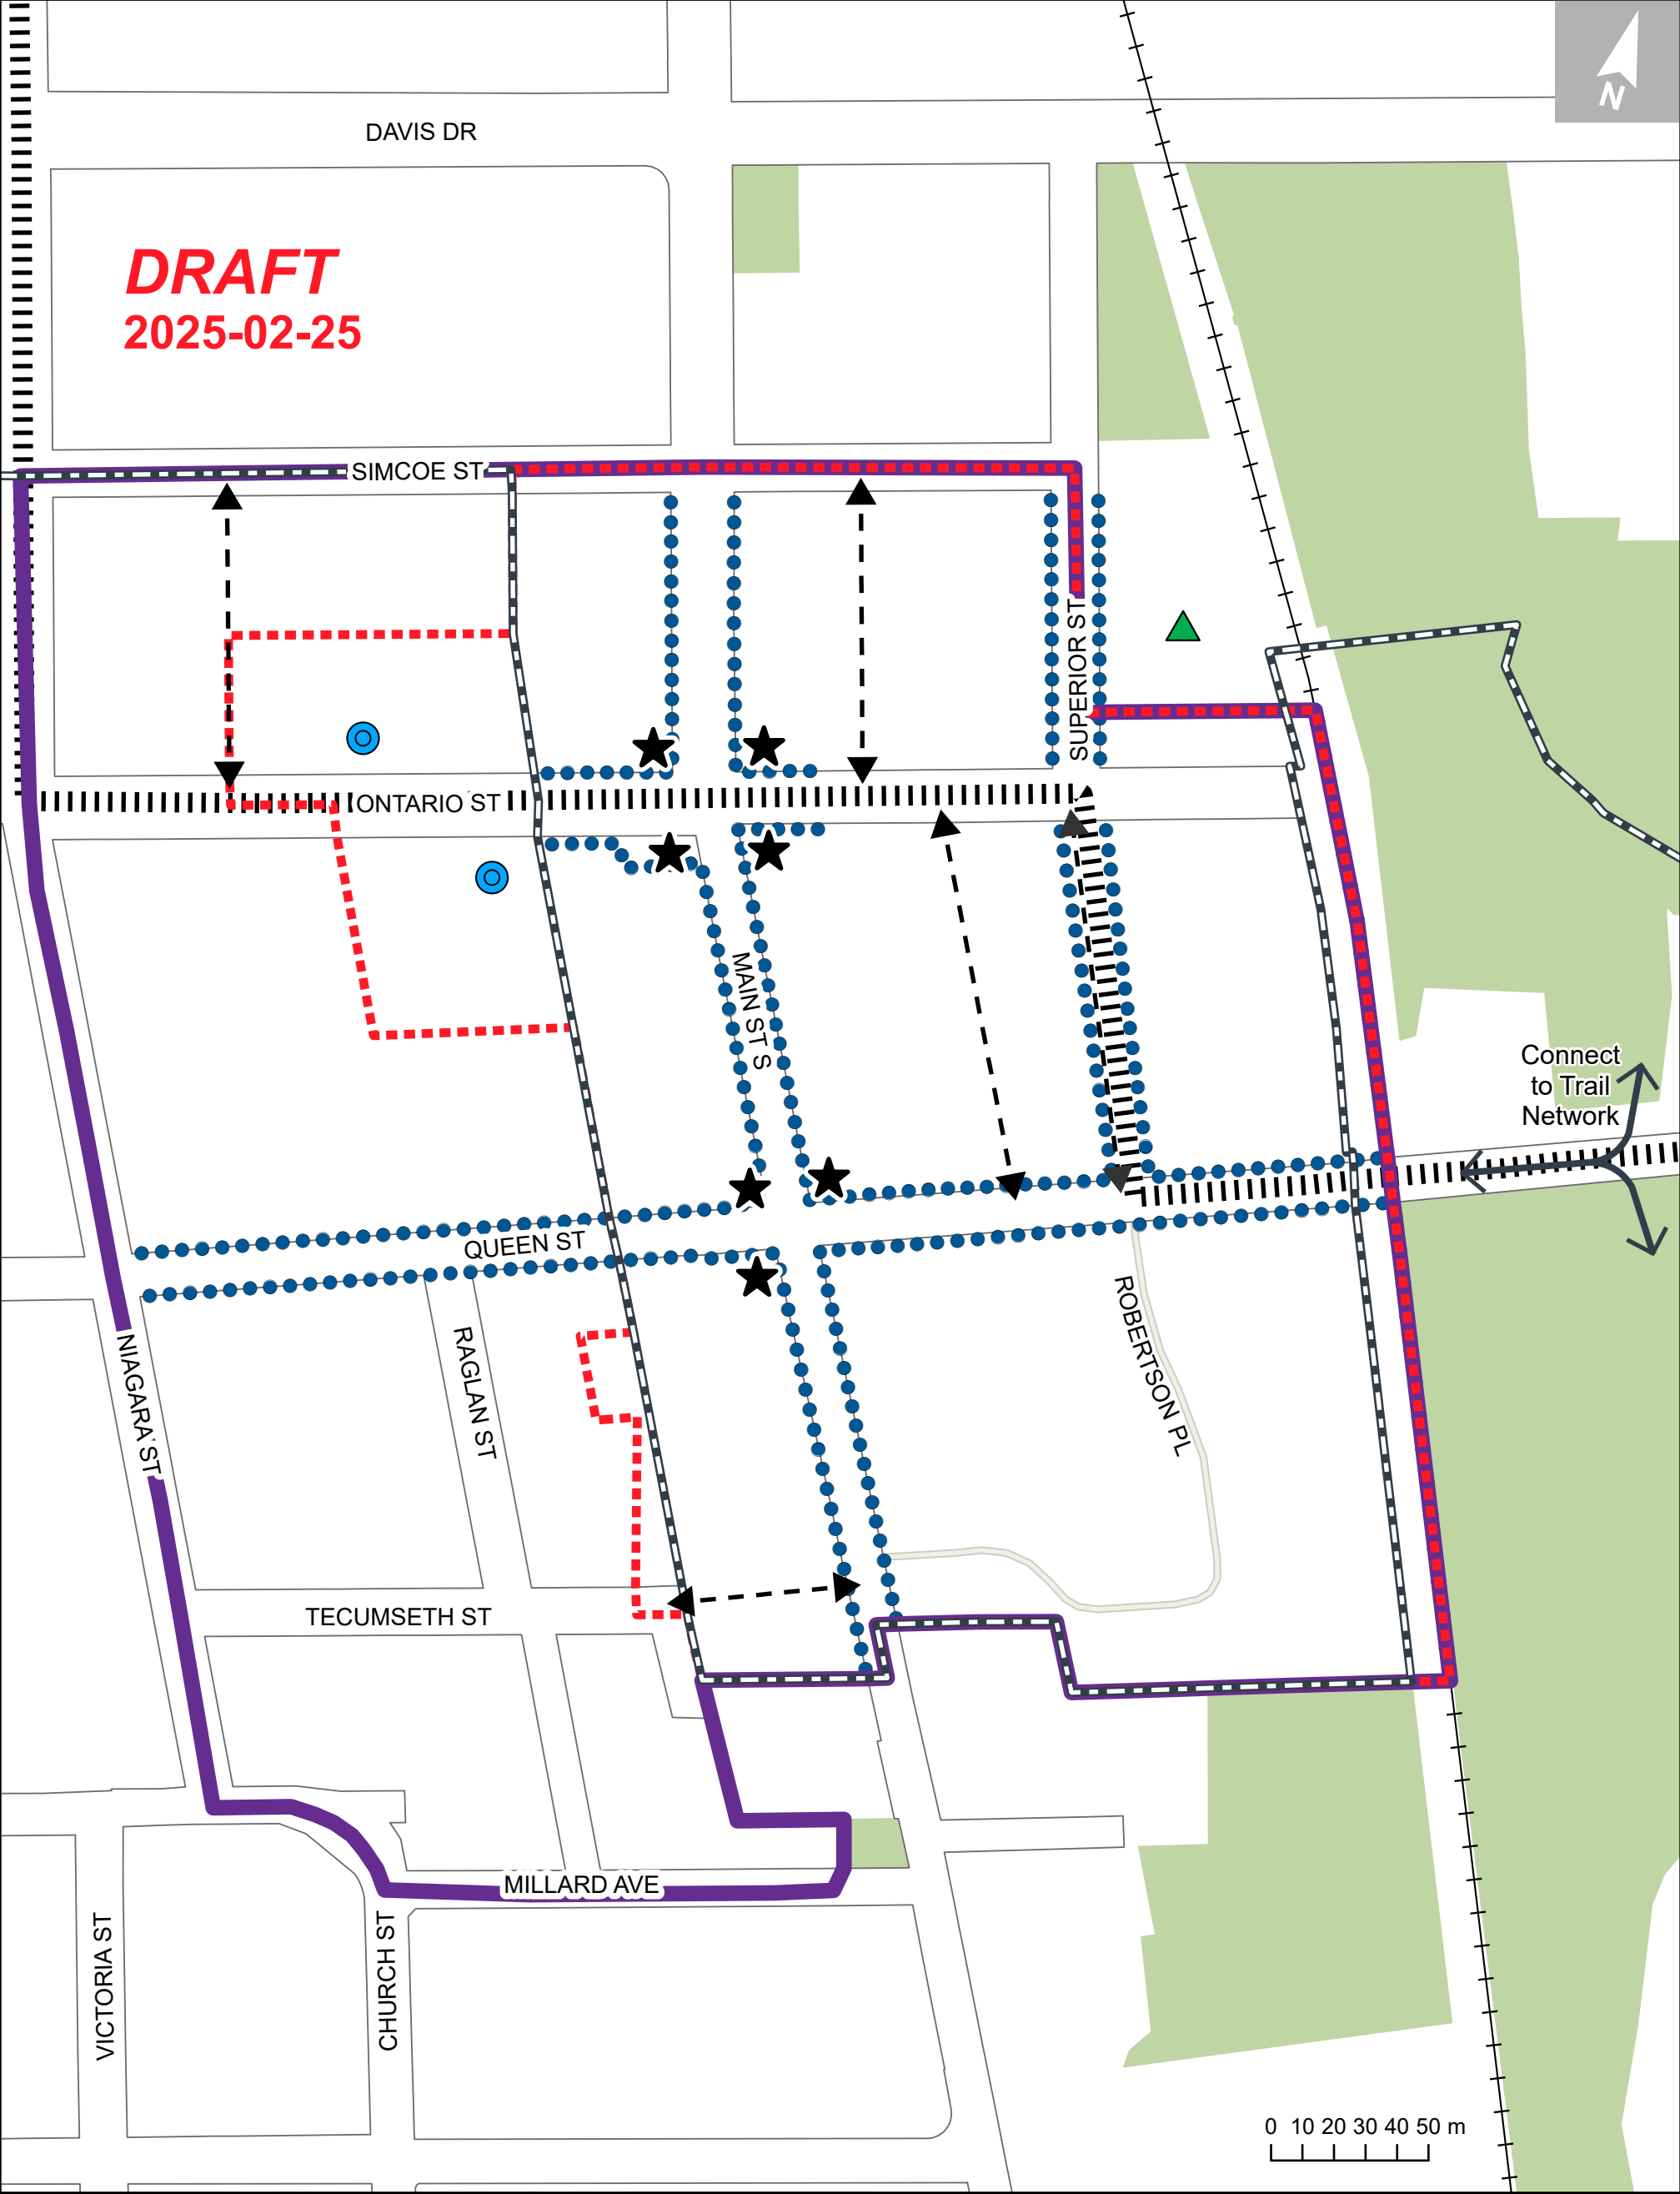 N
DAVIS DR
DRAFT
2025-02-25
SIMCOE ST
SUPERIOR ST
ONTARIO ST
MAIN ST S
Connect
to Trail
Network
QUEEN ST
ROBERTSON PL
RAGLAN ST
NIAGARA ST
TECUMSETH ST
MILLARD AVE
VICTORIA ST
CHURCH ST
0 10 20 30 40 50 m